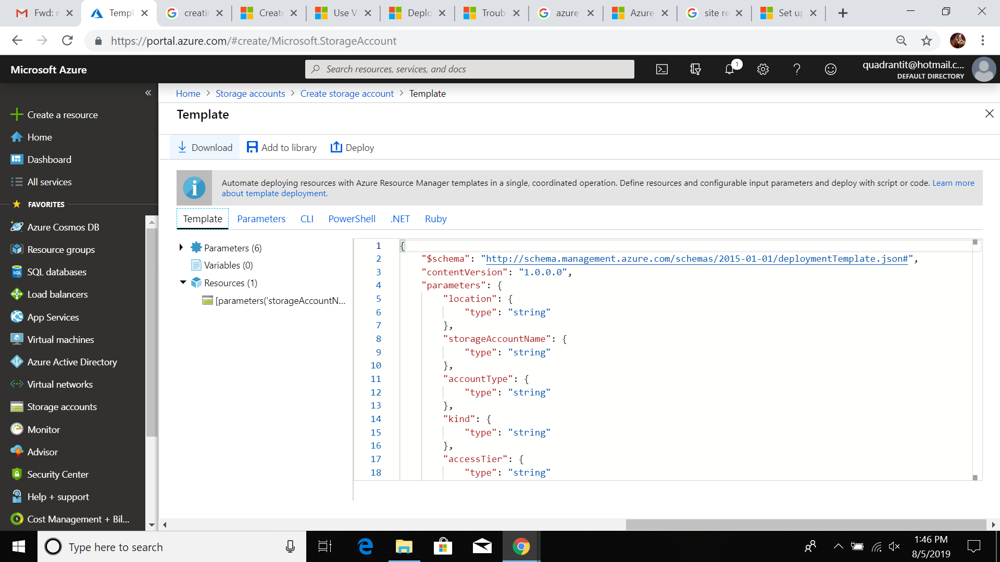 Fwd: r
Templ
creatin
Create
Use V
Deplo
Troub
azure
Azure
site re
Set up
https://portal.azure.com/#create/Microsoft.StorageAccount
Microsoft Azure
Search resources, services, and docs
1
quadrantit@hotmail.c...
DEFAULT DIRECTORY
Home > Storage accounts > Create storage account > Template
Template
Download
Add to library
Deploy
Automate deploying resources with Azure Resource Manager templates in a single, coordinated operation. Define resources and configurable input parameters and deploy with script or code. Learn more
about template deployment.
Template
Parameters
CLI
PowerShell
.NET
Ruby
Create a resource
Home
Dashboard
All services
FAVORITES
Azure Cosmos DB
Resource groups
SQL databases
Load balancers
App Services
Virtual machines
Azure Active Directory
Virtual networks
Storage accounts
Monitor
Advisor
Security Center
Help + support
Cost Management + Bil...
Parameters (6)
Variables (0)
Resources (1)
[parameters('storageAccountN...
1 {
2 "$schema": "http://schema.management.azure.com/schemas/2015-01-01/deploymentTemplate.json#",
3 "contentVersion": "1.0.0.0",
4 "parameters": {
5 "location": {
6 "type": "string"
7 },
8 "storageAccountName": {
9 "type": "string"
10 },
11 "accountType": {
12 "type": "string"
13 },
14 "kind": {
15 "type": "string"
16 },
17 "accessTier": {
18 "type": "string"
Type here to search
1:46 PM
8/5/2019